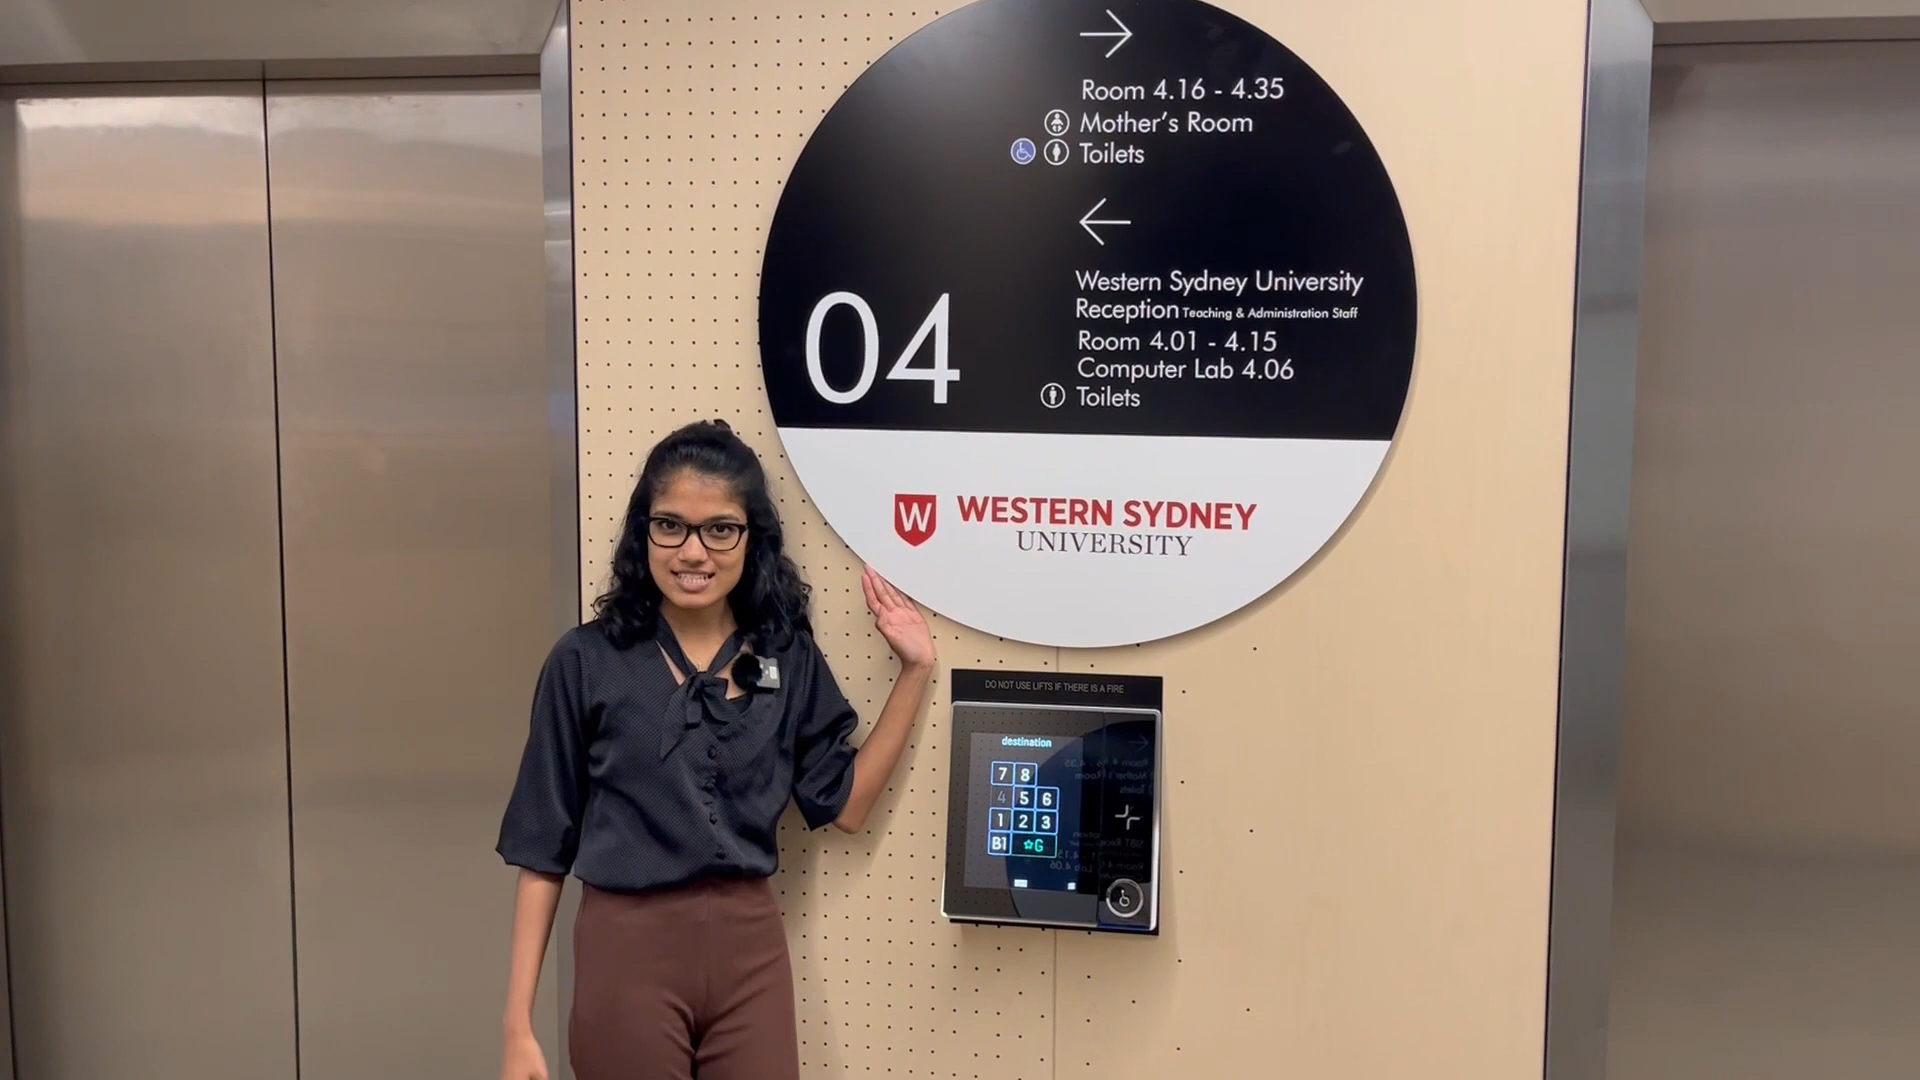 Room 4.16 - 4.35
Mother's Room
Toilets
04
Western Sydney University
Reception Teaching & Administration Staff
Room 4.01 - 4.15
Computer Lab 4.06
Toilets
W
WESTERN SYDNEY
UNIVERSITY
DO NOT USE LIFTS IF THERE IS A FIRE
destination
7 8
4 5 6
1 2 3
B1 G